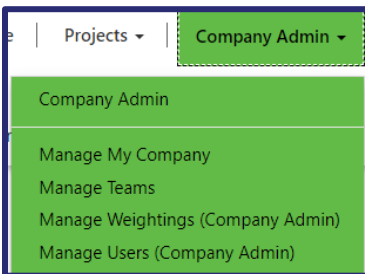 Projects
Company Admin
Company Admin
Manage My Company
Manage Teams
Manage Weightings (Company Admin)
Manage Users (Company Admin)